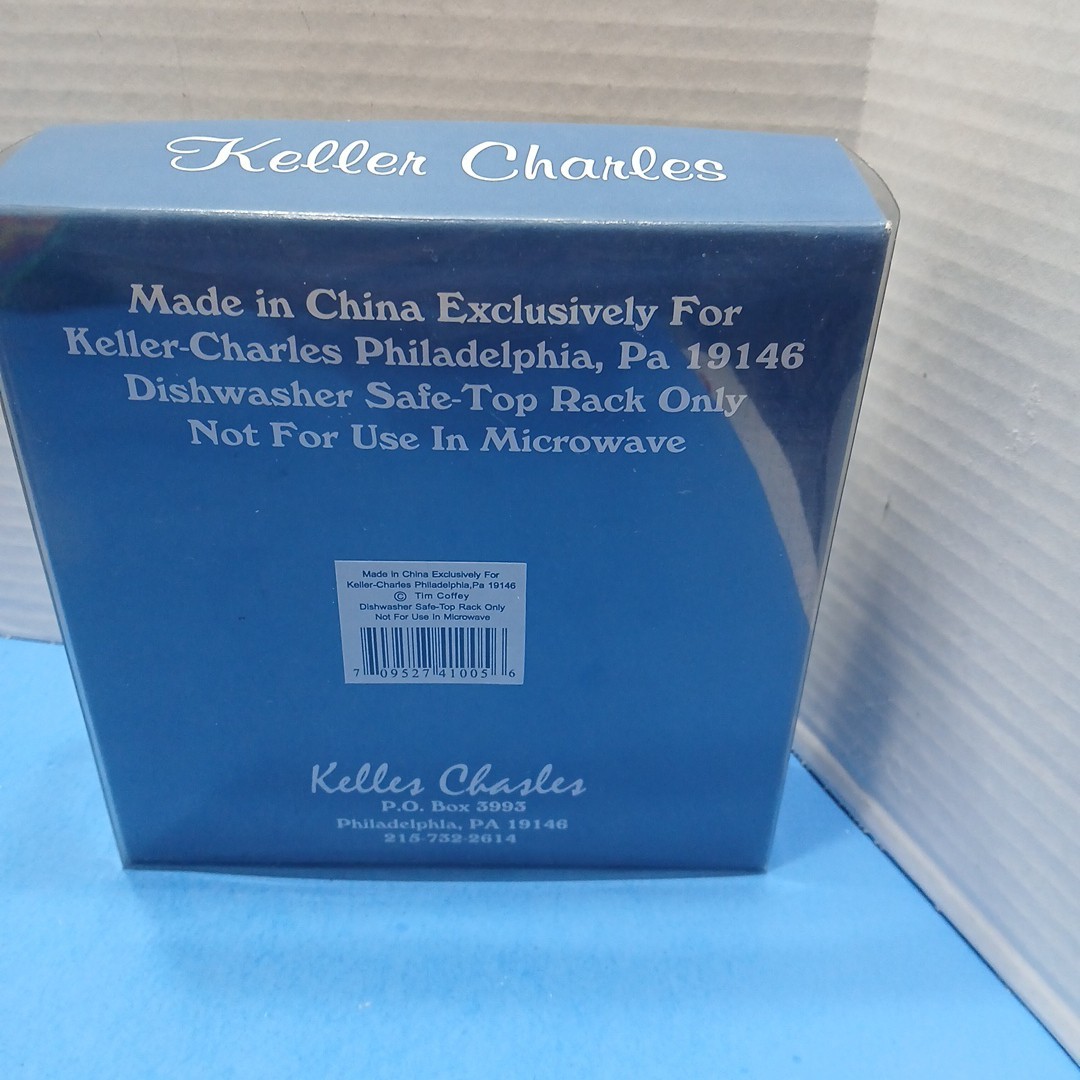 Keller Charles
Made in China Exclusively For
Keller-Charles Philadelphia, Pa 19146
Dishwasher Safe-Top Rack Only
Not For Use In Microwave
Made in China Exclusively For
Keller-Charles Philadelphia,Pa 19146
© Tim Coffey
Dishwasher Safe-Top Rack Only
Not For Use In Microwave
7 09527 41005 6
Keller Charles
P.O. Box 3993
Philadelphia, PA 19146
215-732-2614